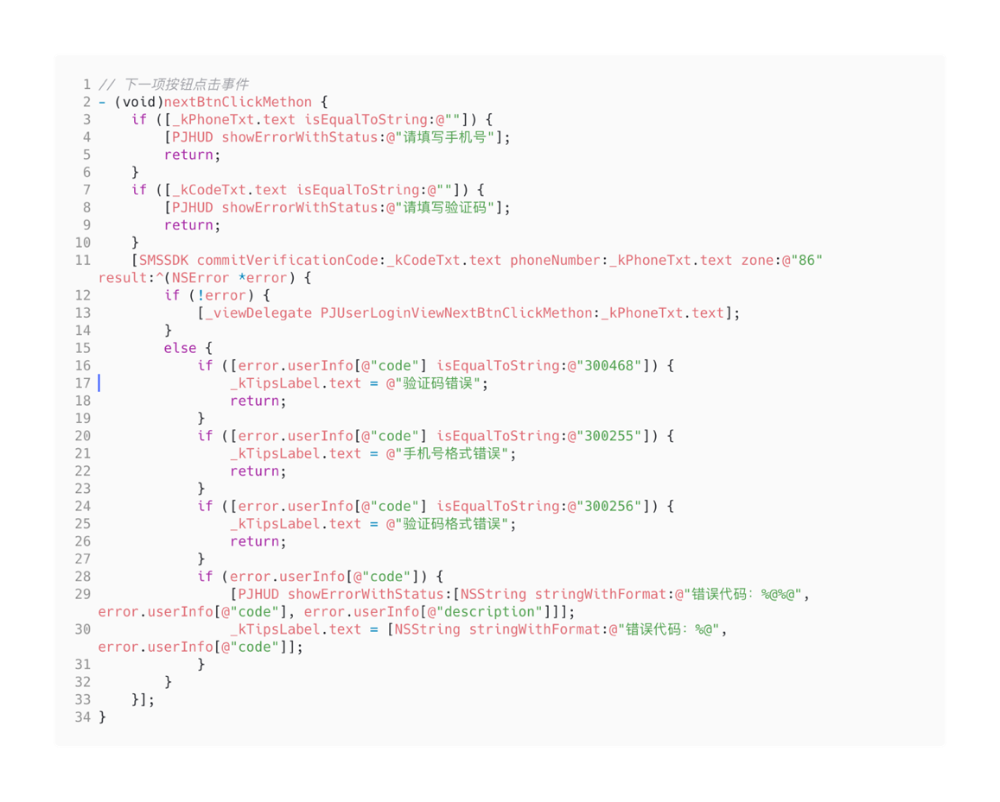 1 // 下一项按钮点击事件
2 - (void)nextBtnClickMethon {
3     if ([_kPhoneTxt.text isEqualToString:@""]) {
4         [PJHUD showErrorWithStatus:@"请填写手机号"];
5         return;
6     }
7     if ([_kCodeTxt.text isEqualToString:@""]) {
8         [PJHUD showErrorWithStatus:@"请填写验证码"];
9         return;
10     }
11     [SMSSDK commitVerificationCode:_kCodeTxt.text phoneNumber:_kPhoneTxt.text zone:@"86"
result:^(NSError *error) {
12         if (!error) {
13             [_viewDelegate PJUserLoginViewNextBtnClickMethon:_kPhoneTxt.text];
14         }
15         else {
16             if ([error.userInfo[@"code"] isEqualToString:@"300468"]) {
17                 _kTipsLabel.text = @"验证码错误";
18                 return;
19             }
20             if ([error.userInfo[@"code"] isEqualToString:@"300255"]) {
21                 _kTipsLabel.text = @"手机号格式错误";
22                 return;
23             }
24             if ([error.userInfo[@"code"] isEqualToString:@"300256"]) {
25                 _kTipsLabel.text = @"验证码格式错误";
26                 return;
27             }
28             if (error.userInfo[@"code"]) {
29                 [PJHUD showErrorWithStatus:[NSString stringWithFormat:@"错误代码：%@%@",
error.userInfo[@"code"], error.userInfo[@"description"]]];
30                 _kTipsLabel.text = [NSString stringWithFormat:@"错误代码：%@",
error.userInfo[@"code"]];
31             }
32         }
33     }];
34 }